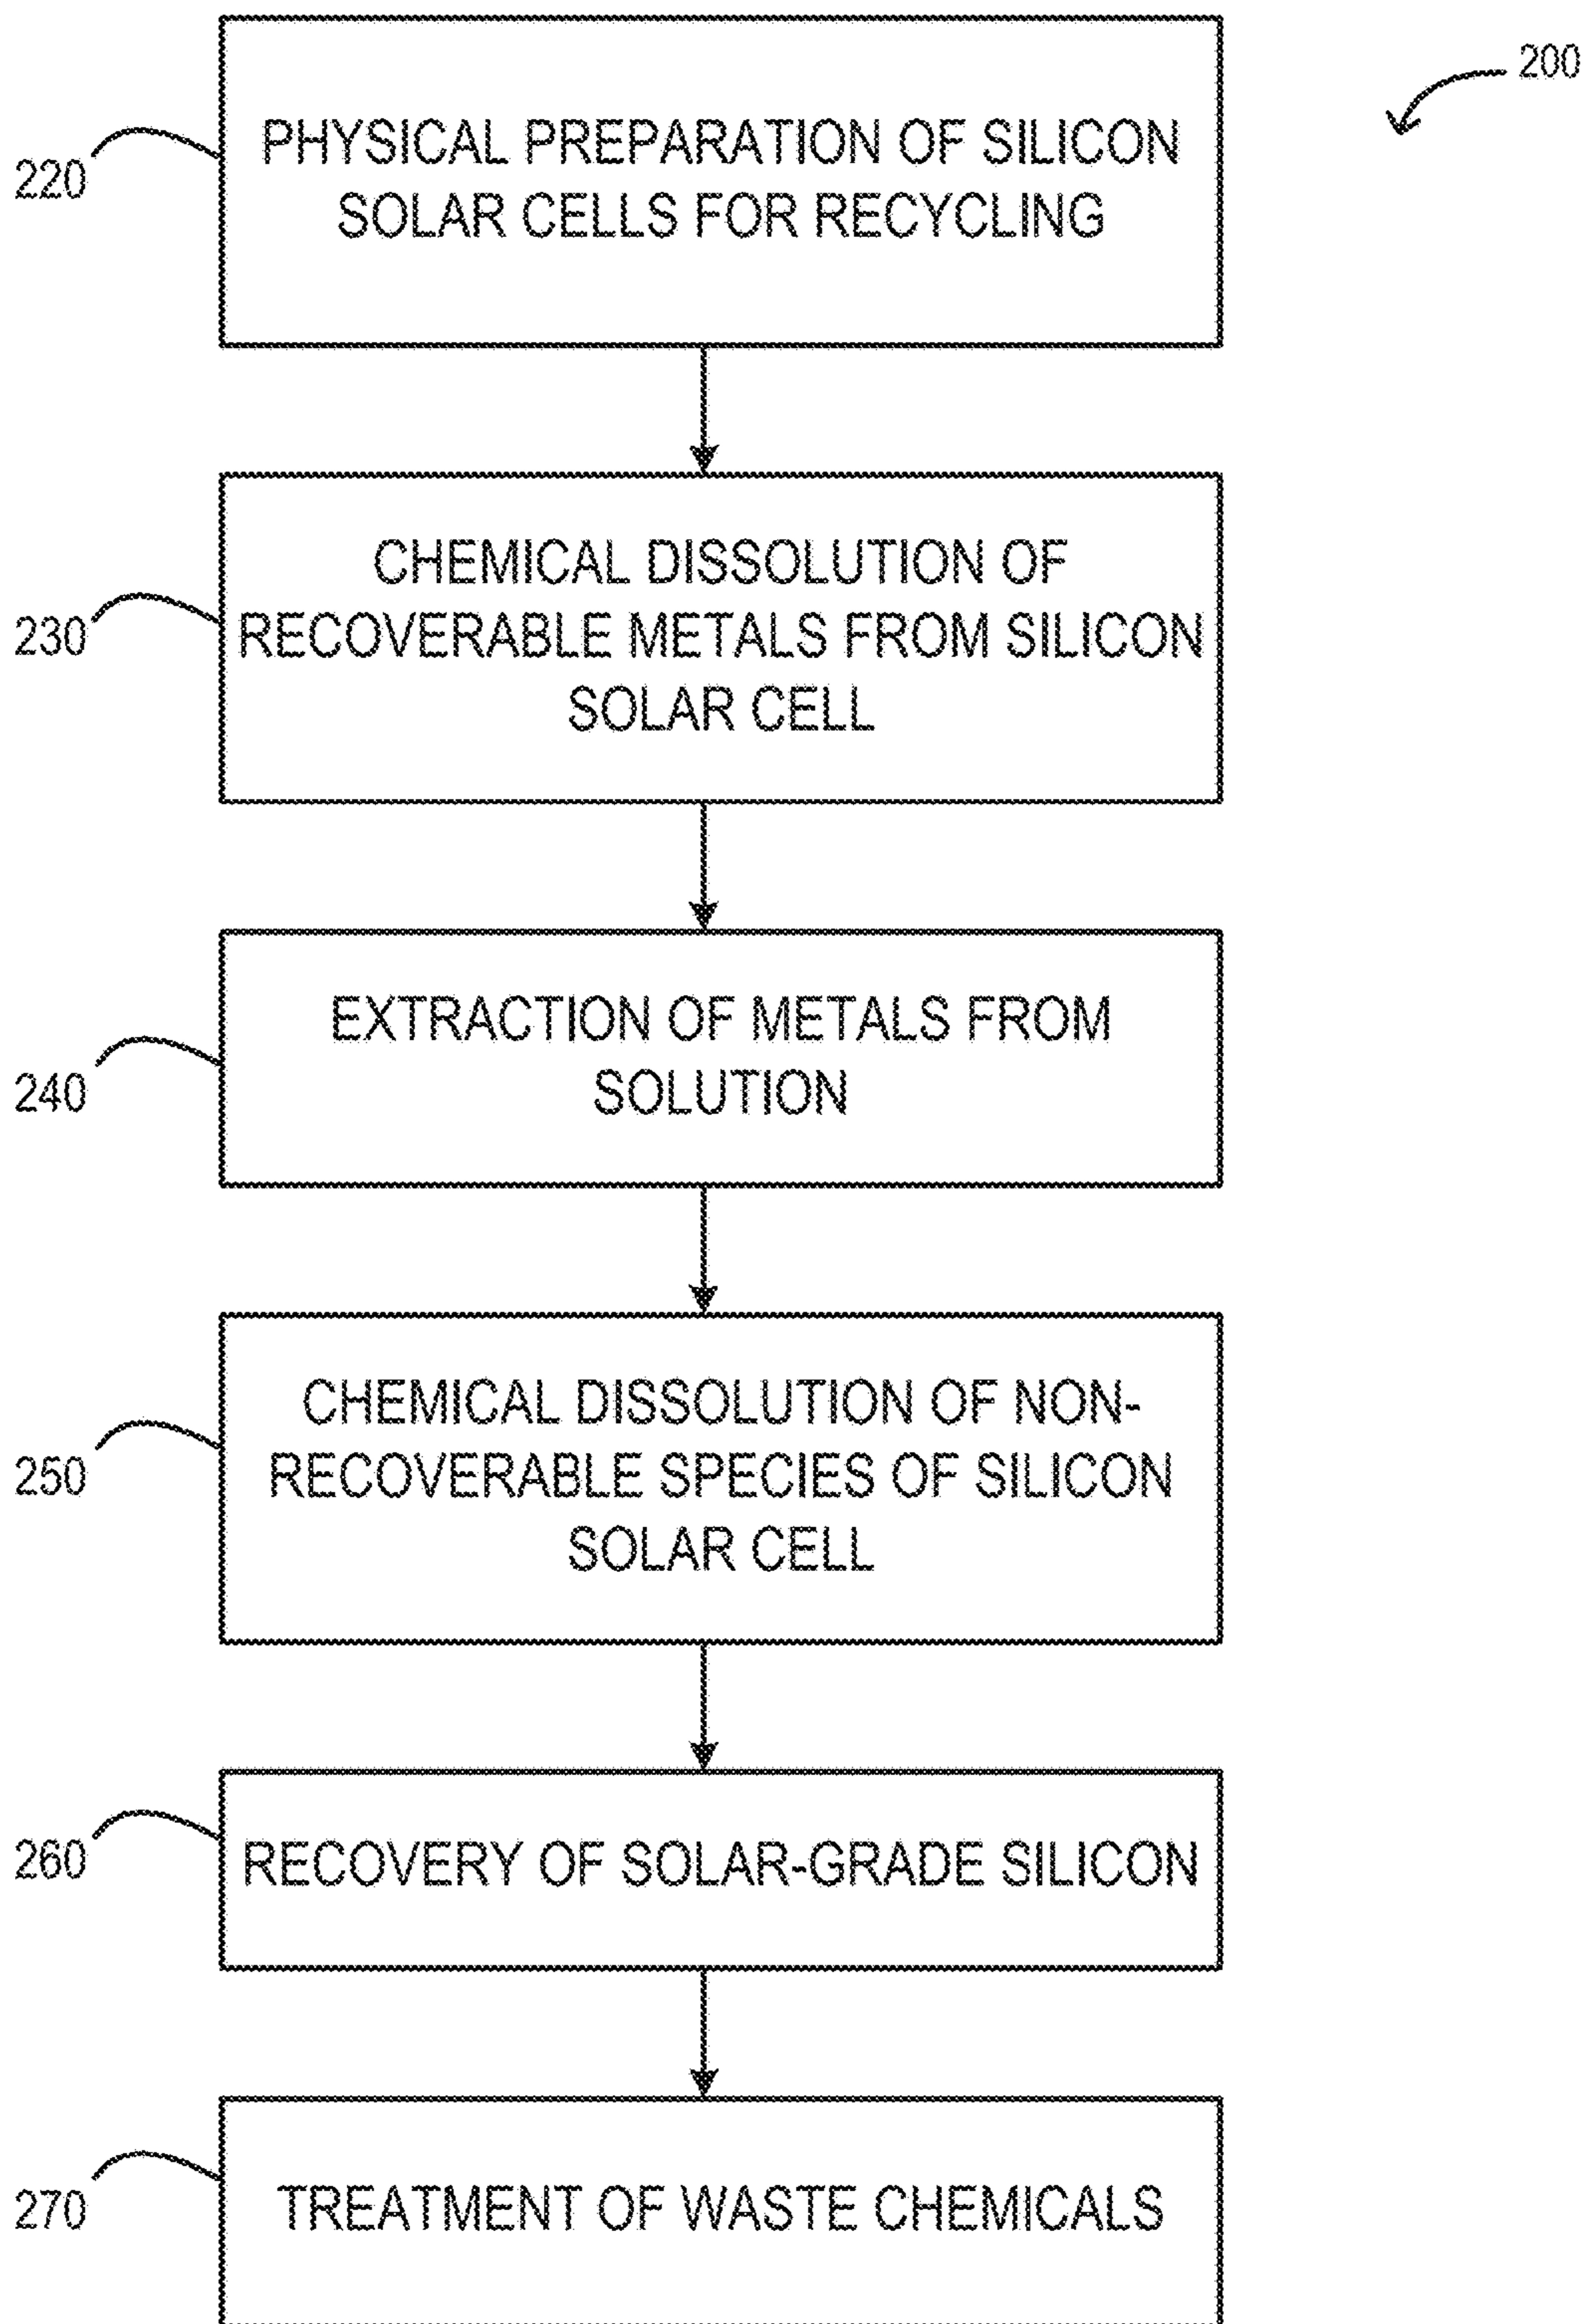 200
220
PHYSICAL PREPARATION OF SILICON
SOLAR CELLS FOR RECYCLING
230
CHEMICAL DISSOLUTION OF
RECOVERABLE METALS FROM SILICON
SOLAR CELL
240
EXTRACTION OF METALS FROM
SOLUTION
250
CHEMICAL DISSOLUTION OF NON-
RECOVERABLE SPECIES OF SILICON
SOLAR CELL
260
RECOVERY OF SOLAR-GRADE SILICON
270
TREATMENT OF WASTE CHEMICALS